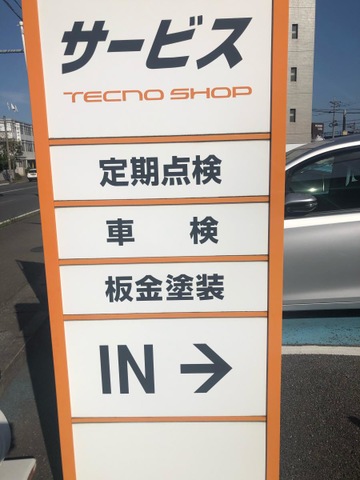 サービス
TECNO SHOP
定期点検
車 検
板金塗装
IN →